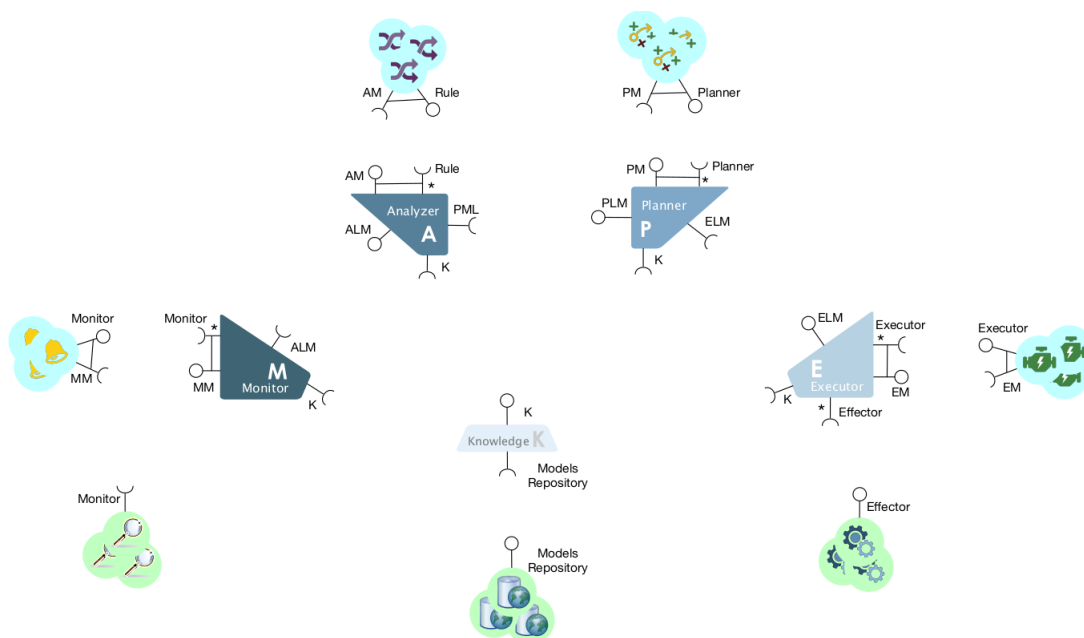 AM
Rule
PM
Planner
AM
Rule
*
Analyzer
A
PML
ALM
K
PM
Planner
*
PLM
Planner
P
ELM
K
Monitor
MM
Monitor
*
ALM
M
Monitor
MM
K
ELM
Executor
*
E
Executor
K
EM
*
Effector
Executor
EM
K
Knowledge K
Models
Repository
Monitor
Effector
Models
Repository